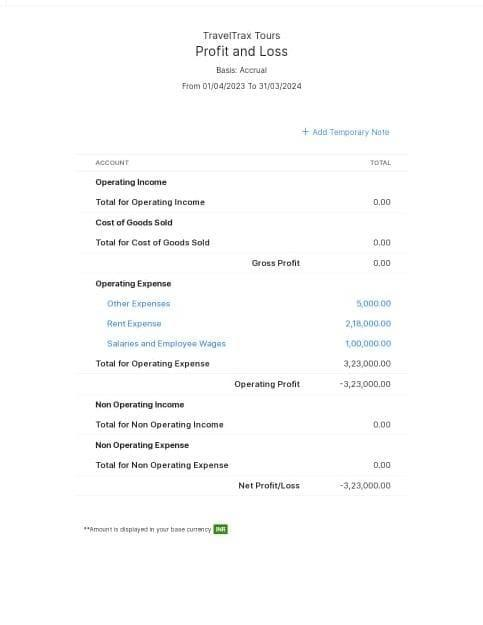 TravelTrax Tours
Profit and Loss
Basis: Accrual
From 01/04/2023 To 31/03/2024
+ Add Temporary Note
ACCOUNT TOTAL
Operating Income
Total for Operating Income 0.00
Cost of Goods Sold
Total for Cost of Goods Sold 0.00
Gross Profit 0.00
Operating Expense
Other Expenses 5,000.00
Rent Expense 2,18,000.00
Salaries and Employee Wages 1,00,000.00
Total for Operating Expense 3,23,000.00
Operating Profit -3,23,000.00
Non Operating Income
Total for Non Operating Income 0.00
Non Operating Expense
Total for Non Operating Expense 0.00
Net Profit/Loss -3,23,000.00
**Amount is displayed in your base currency INR